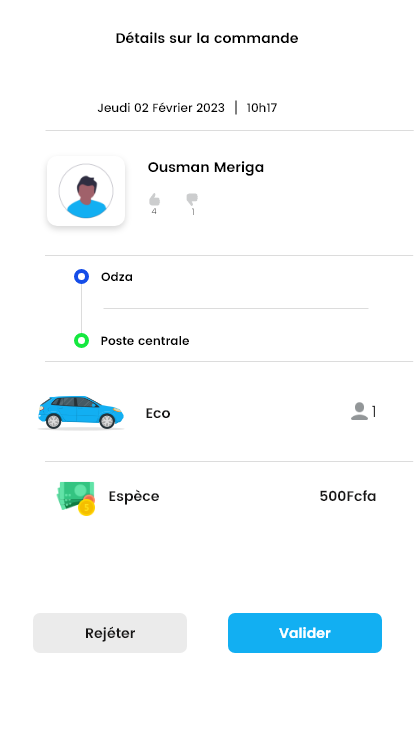 Détails sur la commande
Jeudi 02 Février 2023 | 10h17
Ousman Meriga
4 1
Odza
Poste centrale
Eco 1
Espèce 500Fcfa
Rejéter Valider